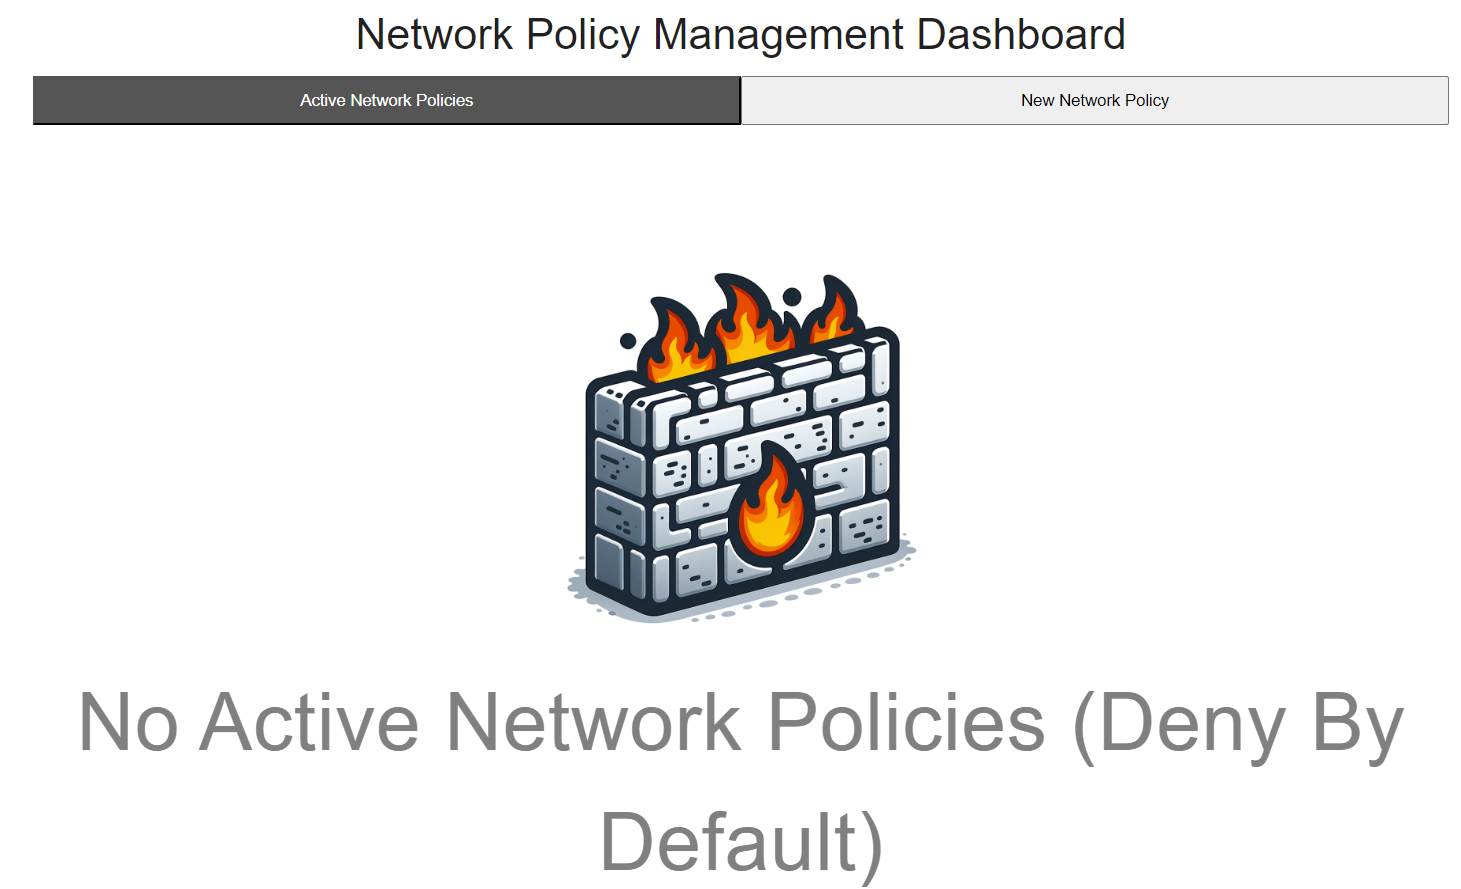 Network Policy Management Dashboard
Active Network Policies
New Network Policy
No Active Network Policies (Deny By
Default)